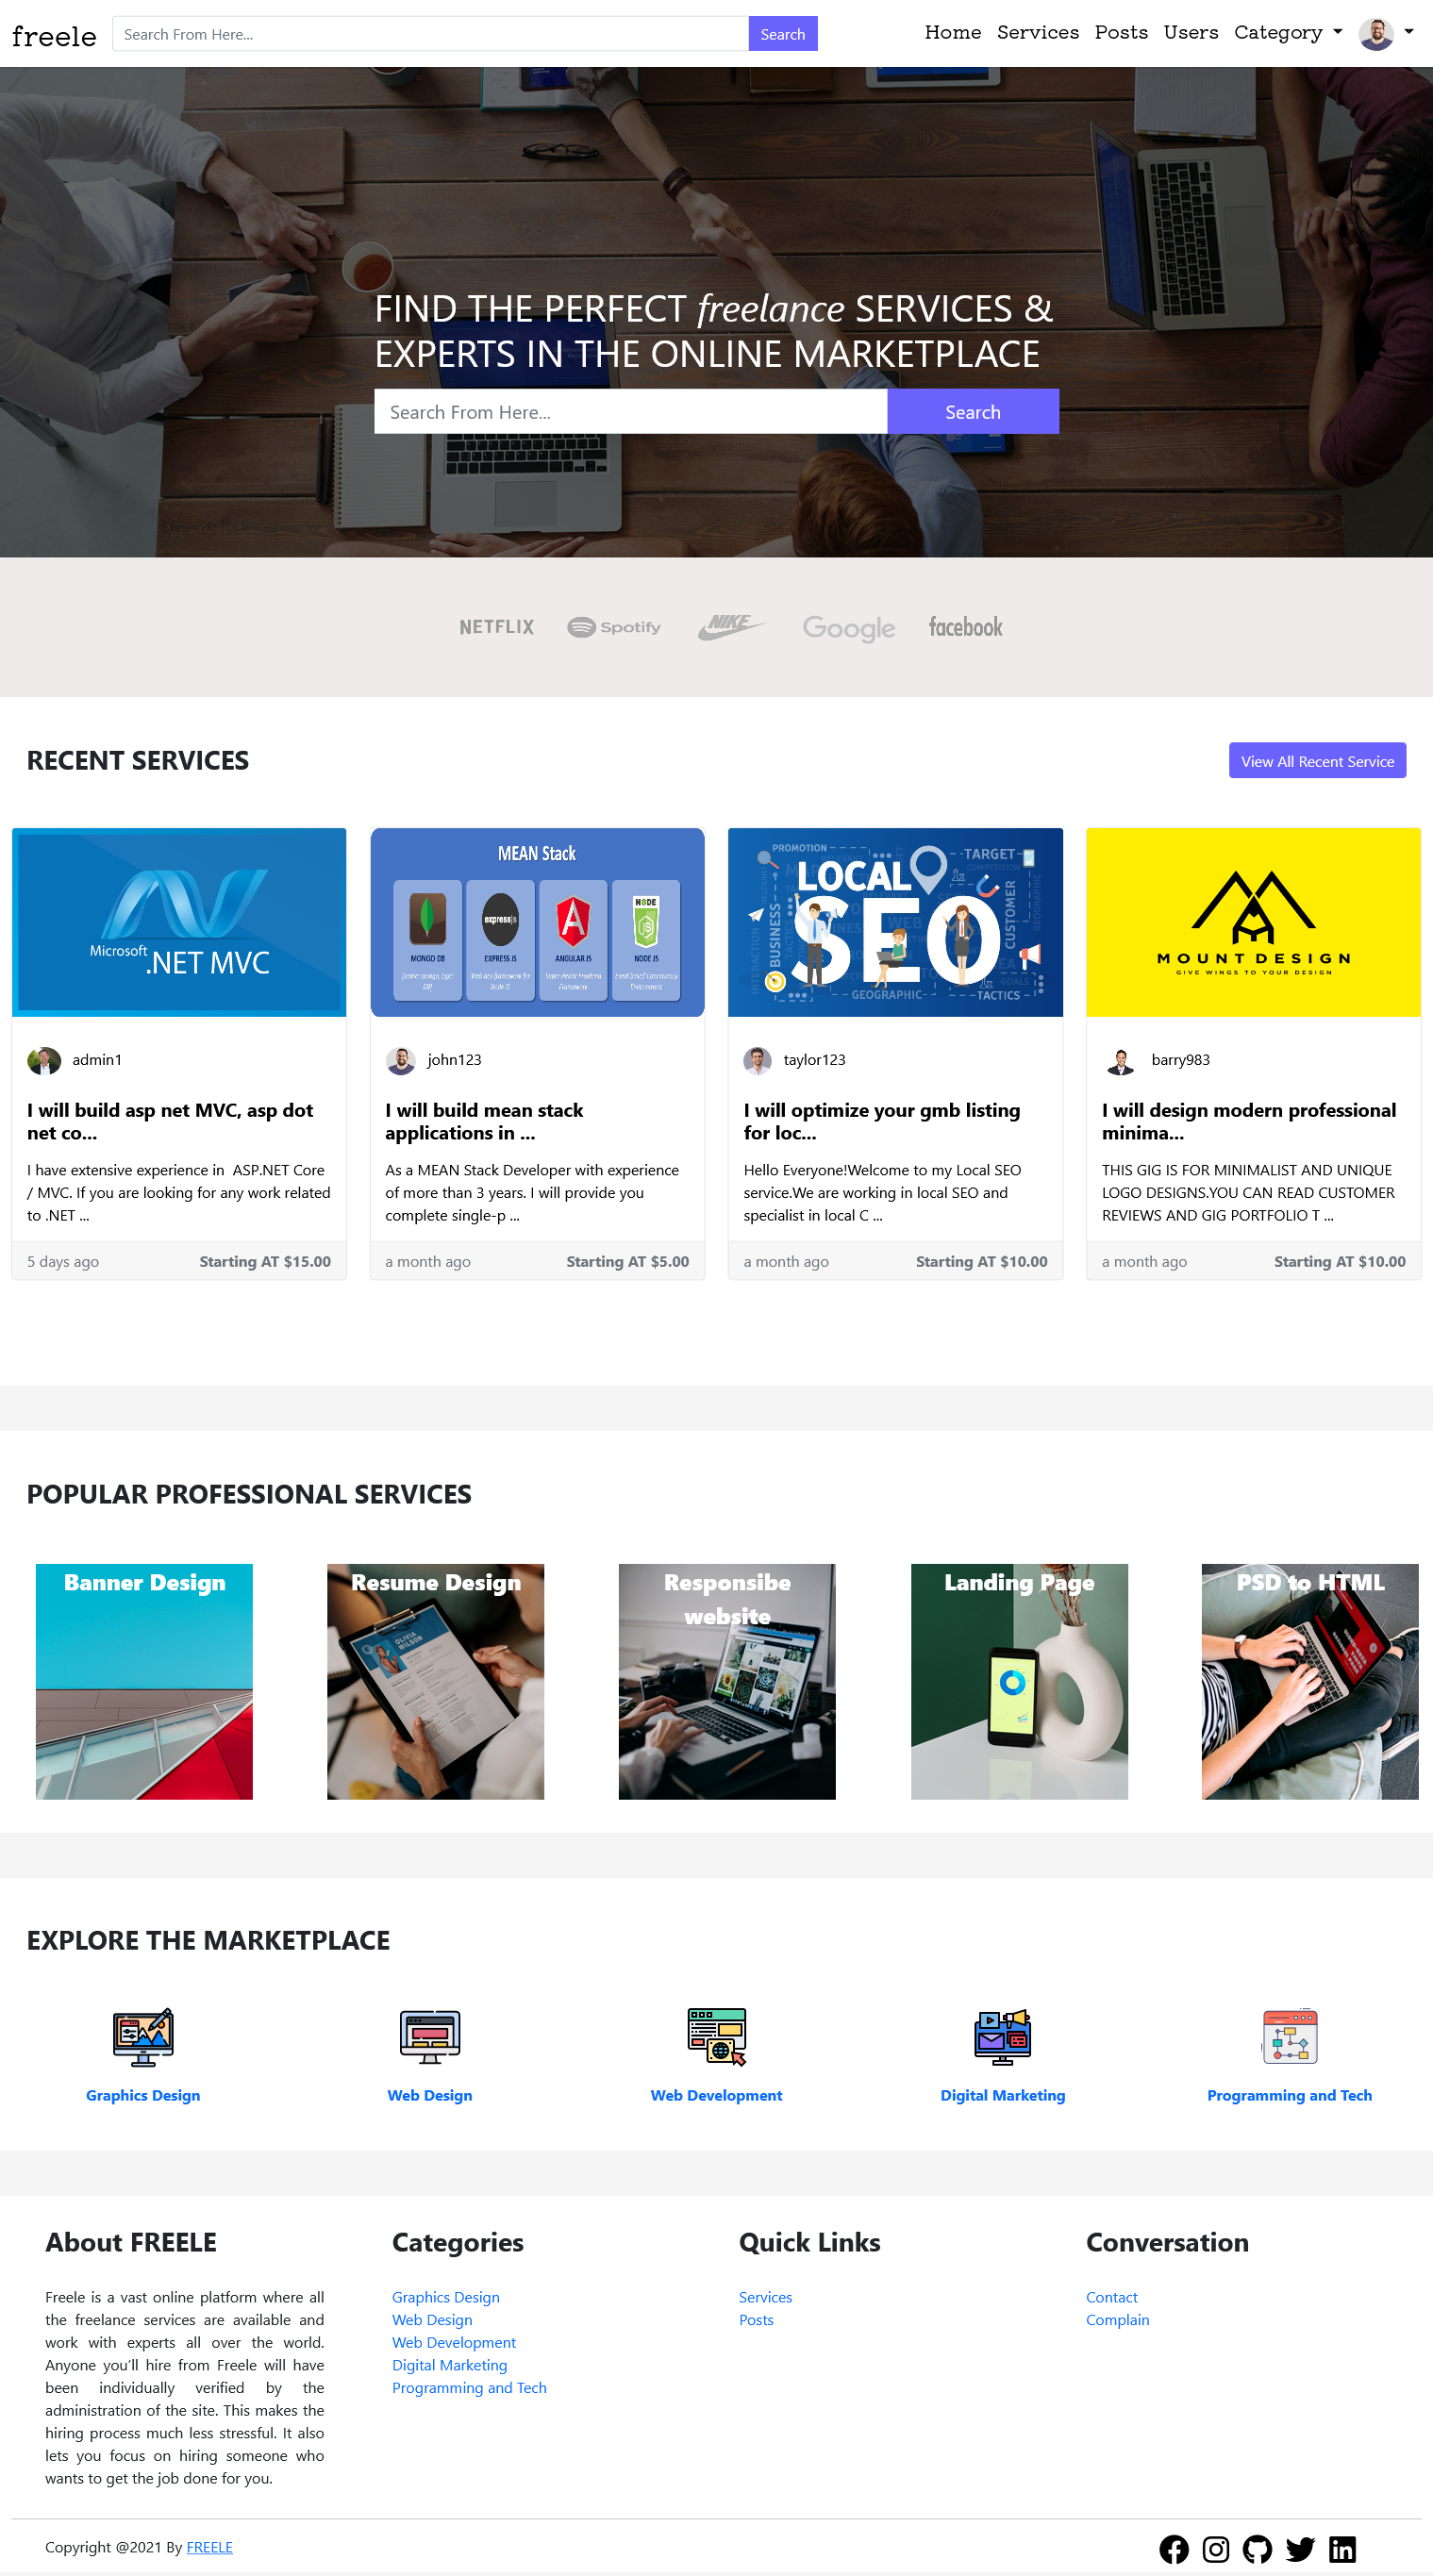 freele
Search From Here...
Search
Home Services Posts Users Category
FIND THE PERFECT freelance SERVICES &
EXPERTS IN THE ONLINE MARKETPLACE
Search From Here...
Search
NETFLIX Spotify NIKE Google facebook
RECENT SERVICES
View All Recent Service
Microsoft
.NET MVC
admin1
I will build asp net MVC, asp dot
net co...
I have extensive experience in  ASP.NET Core
/ MVC. If you are looking for any work related
to .NET ...
5 days ago Starting AT $15.00
MEAN Stack
MONGO DB
express js
EXPRESS JS
ANGULAR JS
NODE
NODE JS
john123
I will build mean stack
applications in ...
As a MEAN Stack Developer with experience
of more than 3 years. I will provide you
complete single-p ...
a month ago Starting AT $5.00
PROMOTION
TARGET
LOCAL
SEO
BUSINESS
CUSTOMER
GEOGRAPHIC
TACTICS
taylor123
I will optimize your gmb listing
for loc...
Hello Everyone!Welcome to my Local SEO
service.We are working in local SEO and
specialist in local C ...
a month ago Starting AT $10.00
MOUNT DESIGN
GIVE WINGS TO YOUR DESIGN
barry983
I will design modern professional
minima...
THIS GIG IS FOR MINIMALIST AND UNIQUE
LOGO DESIGNS.YOU CAN READ CUSTOMER
REVIEWS AND GIG PORTFOLIO T ...
a month ago Starting AT $10.00
POPULAR PROFESSIONAL SERVICES
Banner Design
Resume Design
OLIVIA
WILSON
Responsibe
website
Landing Page
PSD to HTML
EXPLORE THE MARKETPLACE
Graphics Design
Web Design
Web Development
Digital Marketing
Programming and Tech
About FREELE
Freele is a vast online platform where all
the freelance services are available and
work with experts all over the world.
Anyone you'll hire from Freele will have
been individually verified by the
administration of the site. This makes the
hiring process much less stressful. It also
lets you focus on hiring someone who
wants to get the job done for you.
Categories
Graphics Design
Web Design
Web Development
Digital Marketing
Programming and Tech
Quick Links
Services
Posts
Conversation
Contact
Complain
Copyright @2021 By FREELE